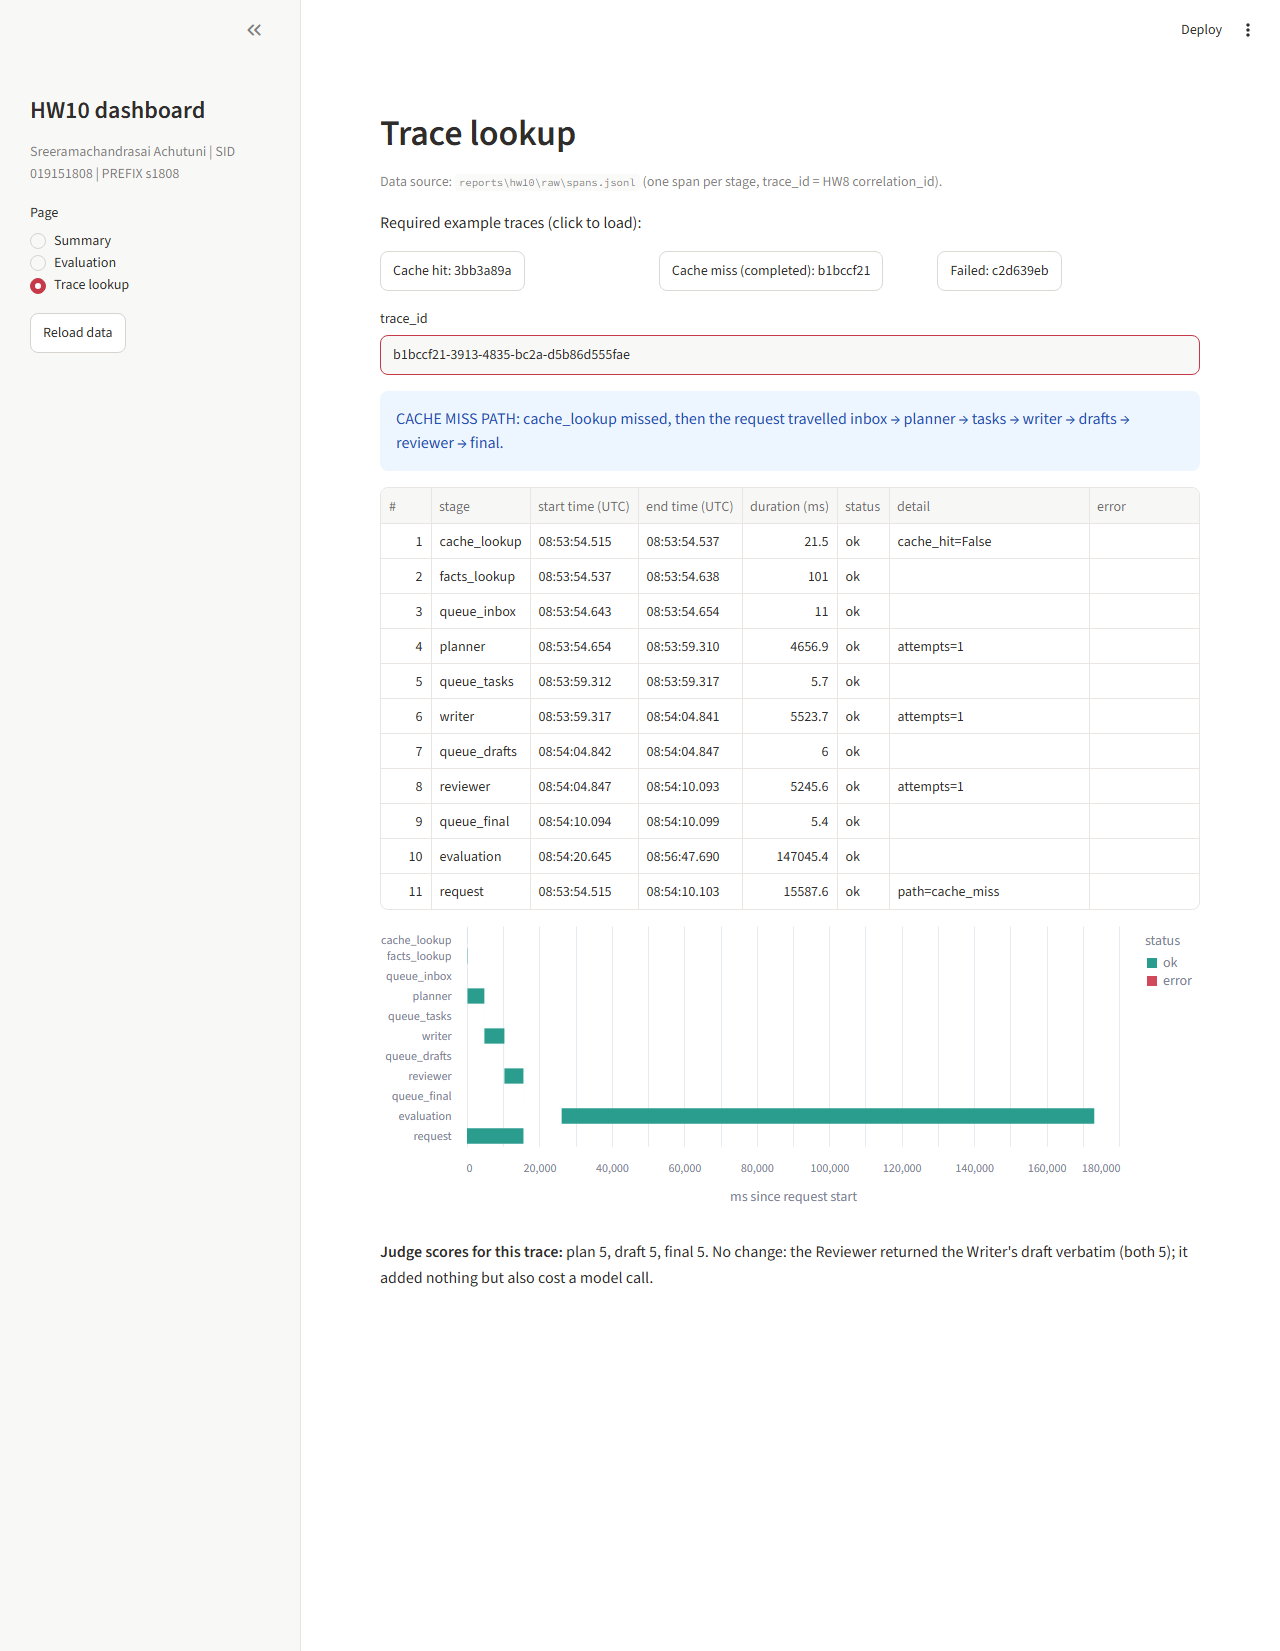 Deploy
HW10 dashboard
Sreeramachandrasai Achutuni | SID
019151808 | PREFIX s1808
Page
Summary
Evaluation
Trace lookup
Reload data
Trace lookup
Data source: reports\hw10\raw\spans.jsonl (one span per stage, trace_id = HW8 correlation_id).
Required example traces (click to load):
Cache hit: 3bb3a89a
Cache miss (completed): b1bccf21
Failed: c2d639eb
trace_id
b1bccf21-3913-4835-bc2a-d5b86d555fae
CACHE MISS PATH: cache_lookup missed, then the request travelled inbox → planner → tasks → writer → drafts →
reviewer → final.
# stage start time (UTC) end time (UTC) duration (ms) status detail error
1 cache_lookup 08:53:54.515 08:53:54.537 21.5 ok cache_hit=False
2 facts_lookup 08:53:54.537 08:53:54.638 101 ok
3 queue_inbox 08:53:54.643 08:53:54.654 11 ok
4 planner 08:53:54.654 08:53:59.310 4656.9 ok attempts=1
5 queue_tasks 08:53:59.312 08:53:59.317 5.7 ok
6 writer 08:53:59.317 08:54:04.841 5523.7 ok attempts=1
7 queue_drafts 08:54:04.842 08:54:04.847 6 ok
8 reviewer 08:54:04.847 08:54:10.093 5245.6 ok attempts=1
9 queue_final 08:54:10.094 08:54:10.099 5.4 ok
10 evaluation 08:54:20.645 08:56:47.690 147045.4 ok
11 request 08:53:54.515 08:54:10.103 15587.6 ok path=cache_miss
cache_lookup
facts_lookup
queue_inbox
planner
queue_tasks
writer
queue_drafts
reviewer
queue_final
evaluation
request
0 20,000 40,000 60,000 80,000 100,000 120,000 140,000 160,000 180,000
ms since request start
status
ok
error
Judge scores for this trace: plan 5, draft 5, final 5. No change: the Reviewer returned the Writer's draft verbatim (both 5); it
added nothing but also cost a model call.